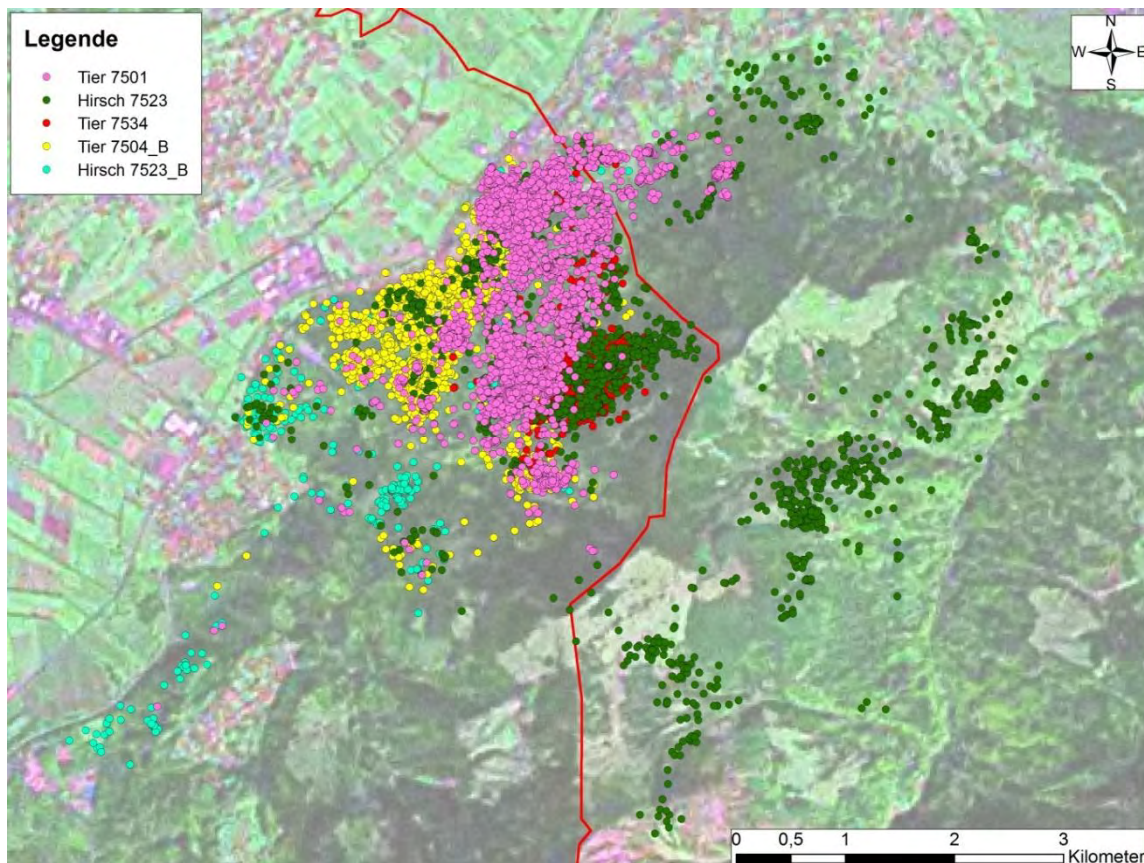 Legende
Tier 7501
Hirsch 7523
Tier 7534
Tier 7504_B
Hirsch 7523_B
N
W E
S
0 0,5 1 2 3
Kilometer